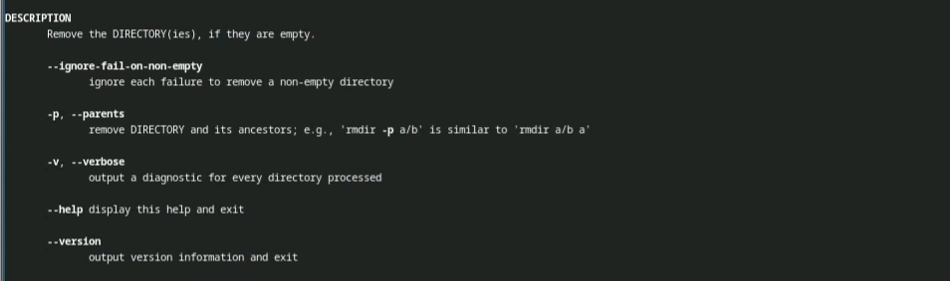 DESCRIPTION
Remove the DIRECTORY(ies), if they are empty.
--ignore-fail-on-non-empty
ignore each failure to remove a non-empty directory
-p, --parents
remove DIRECTORY and its ancestors; e.g., 'rmdir -p a/b' is similar to 'rmdir a/b a'
-v, --verbose
output a diagnostic for every directory processed
--help display this help and exit
--version
output version information and exit